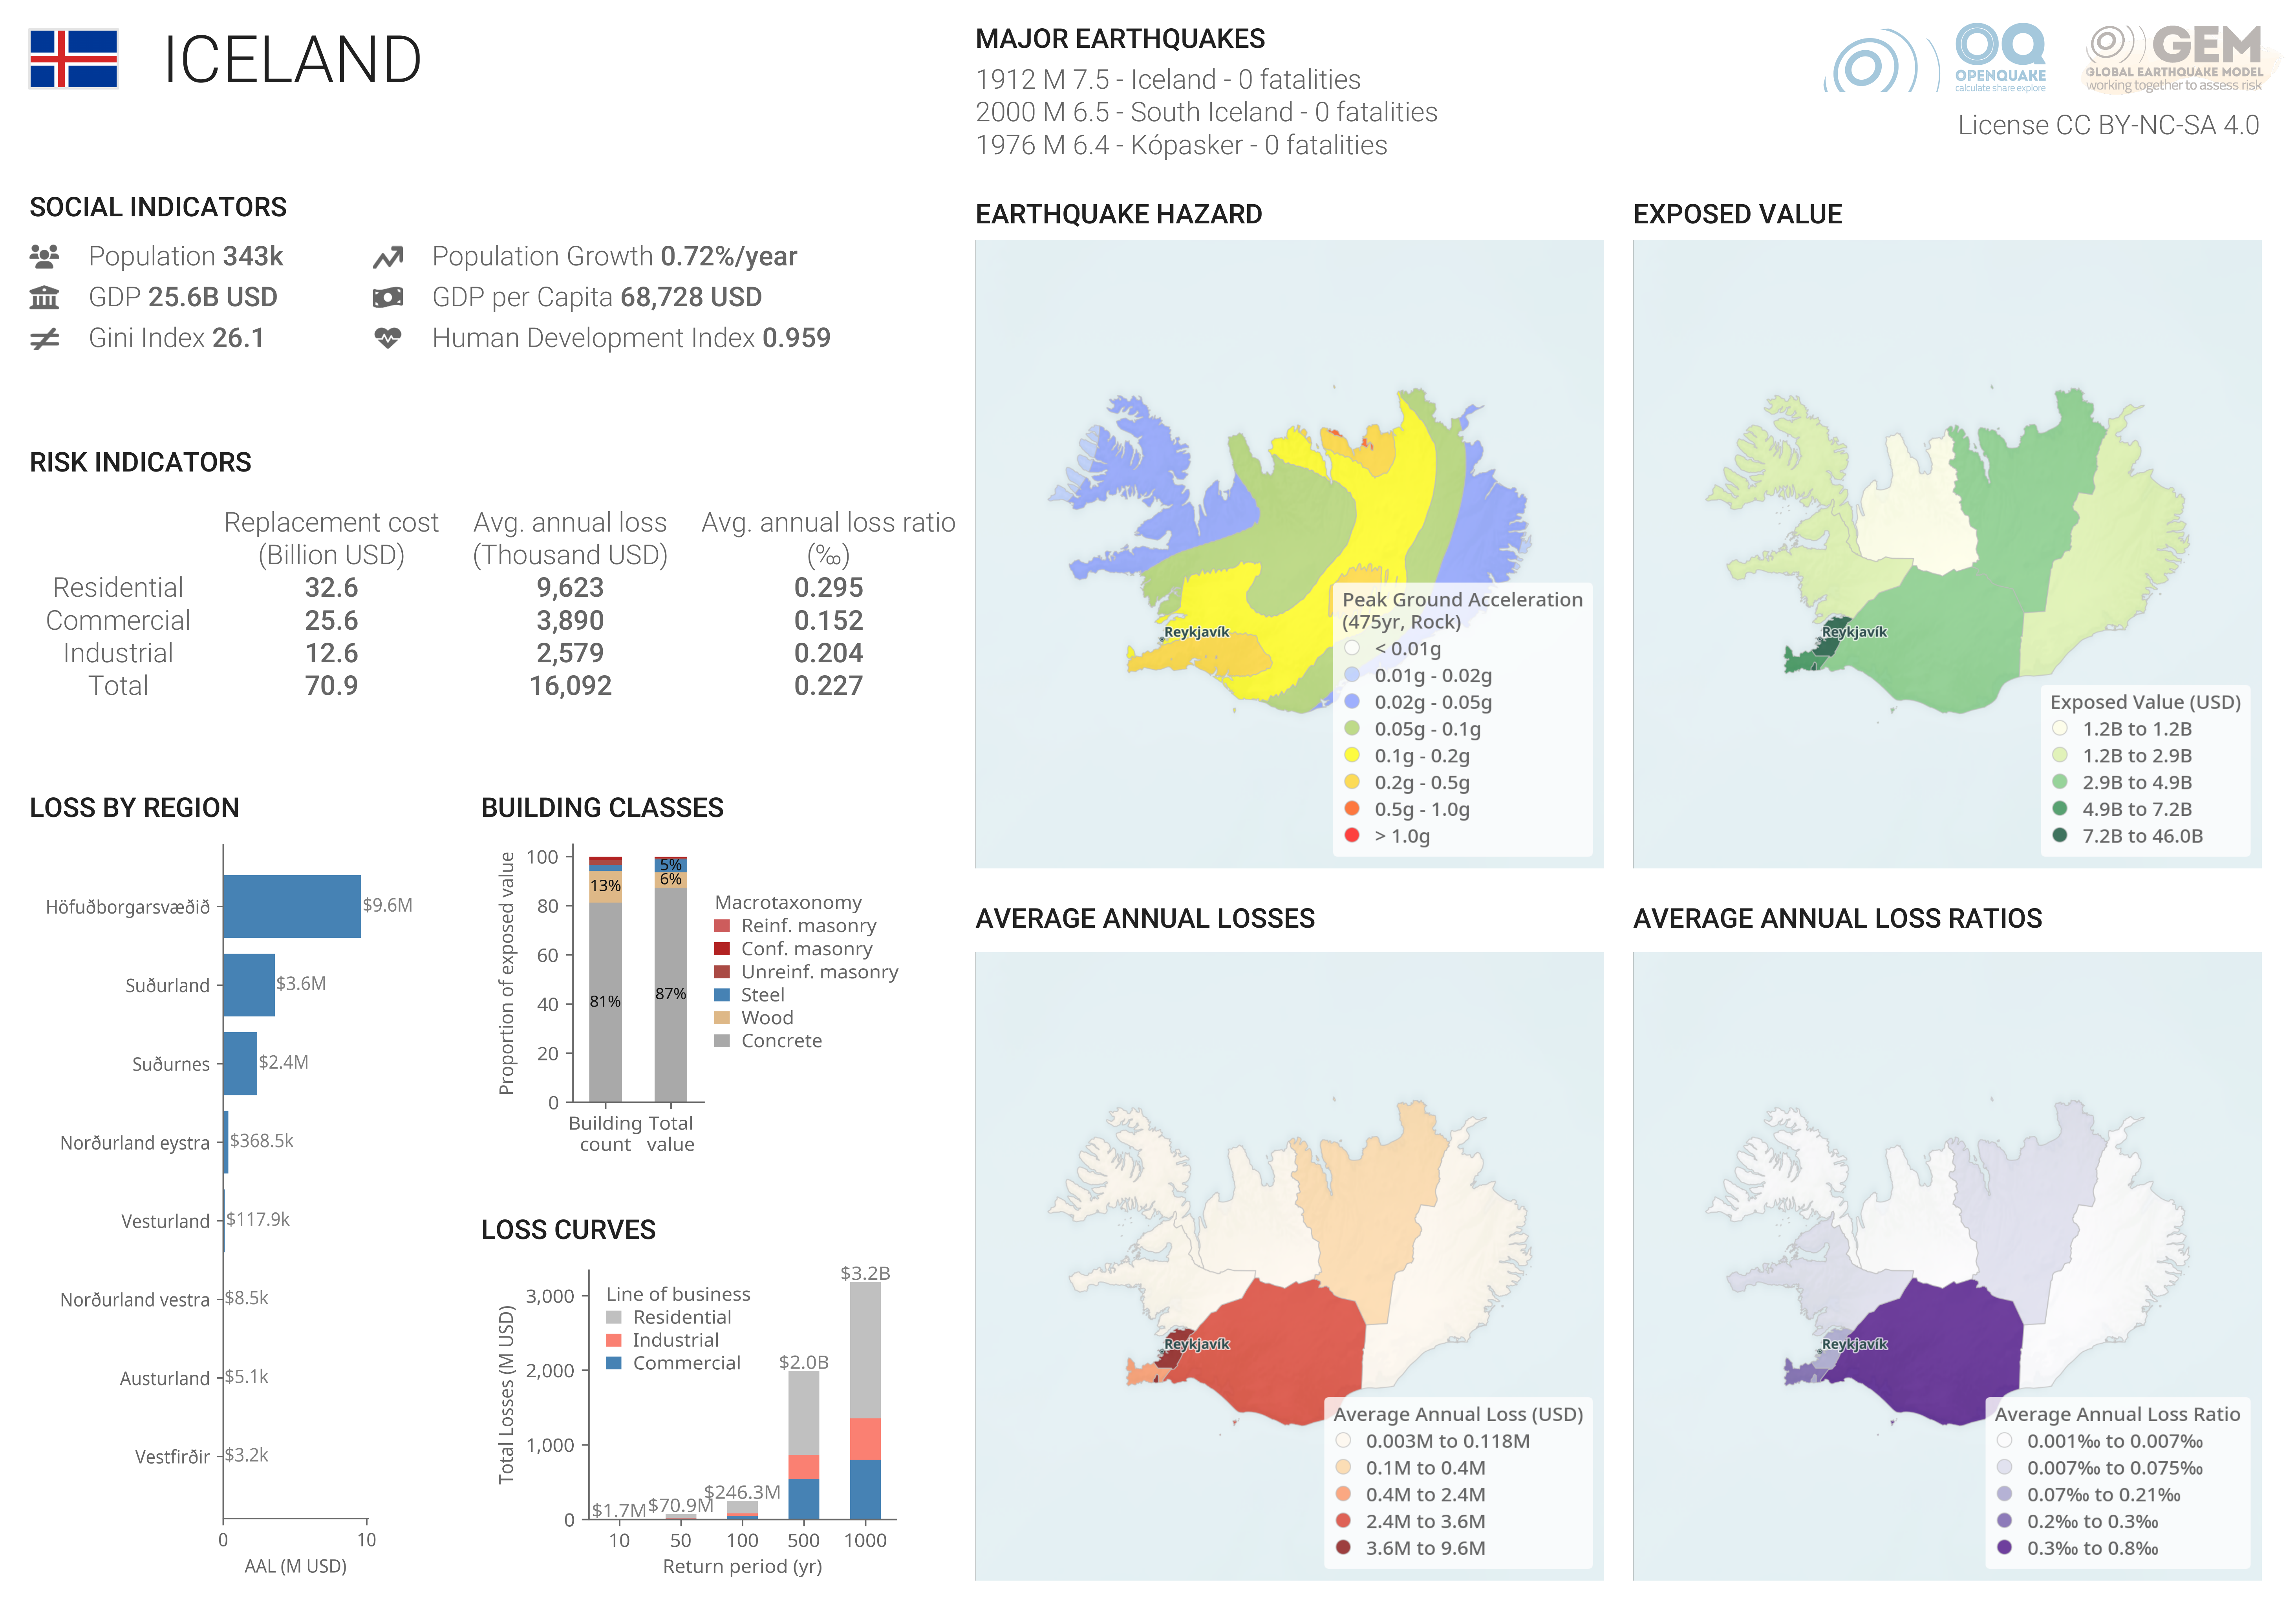 ICELAND
MAJOR EARTHQUAKES
1912 M 7.5 - Iceland - 0 fatalities
2000 M 6.5 - South Iceland - 0 fatalities
1976 M 6.4 - Kópasker - 0 fatalities
OQ
OPENQUAKE
calculate share explore
GEM
GLOBAL EARTHQUAKE MODEL
working together to assess risk
License CC BY-NC-SA 4.0
SOCIAL INDICATORS
Population 343k
Population Growth 0.72%/year
GDP 25.6B USD
GDP per Capita 68,728 USD
Gini Index 26.1
Human Development Index 0.959
RISK INDICATORS
Replacement cost Avg. annual loss Avg. annual loss ratio
(Billion USD) (Thousand USD) (‰)
Residential 32.6 9,623 0.295
Commercial 25.6 3,890 0.152
Industrial 12.6 2,579 0.204
Total 70.9 16,092 0.227
LOSS BY REGION
Höfuðborgarsvæðið $9.6M
Suðurland $3.6M
Suðurnes $2.4M
Norðurland eystra $368.5k
Vesturland $117.9k
Norðurland vestra $8.5k
Austurland $5.1k
Vestfirðir $3.2k
0 10
AAL (M USD)
BUILDING CLASSES
Proportion of exposed value
100
80
60
40
20
0
13%
81%
5%
6%
87%
Building count
Total value
Macrotaxonomy
Reinf. masonry
Conf. masonry
Unreinf. masonry
Steel
Wood
Concrete
LOSS CURVES
Total Losses (M USD)
3,000
2,000
1,000
0
Line of business
Residential
Industrial
Commercial
$1.7M
$70.9M
$246.3M
$2.0B
$3.2B
10 50 100 500 1000
Return period (yr)
EARTHQUAKE HAZARD
Reykjavík
Peak Ground Acceleration
(475yr, Rock)
< 0.01g
0.01g - 0.02g
0.02g - 0.05g
0.05g - 0.1g
0.1g - 0.2g
0.2g - 0.5g
0.5g - 1.0g
> 1.0g
EXPOSED VALUE
Reykjavík
Exposed Value (USD)
1.2B to 1.2B
1.2B to 2.9B
2.9B to 4.9B
4.9B to 7.2B
7.2B to 46.0B
AVERAGE ANNUAL LOSSES
Reykjavík
Average Annual Loss (USD)
0.003M to 0.118M
0.1M to 0.4M
0.4M to 2.4M
2.4M to 3.6M
3.6M to 9.6M
AVERAGE ANNUAL LOSS RATIOS
Reykjavík
Average Annual Loss Ratio
0.001‰ to 0.007‰
0.007‰ to 0.075‰
0.07‰ to 0.21‰
0.2‰ to 0.3‰
0.3‰ to 0.8‰